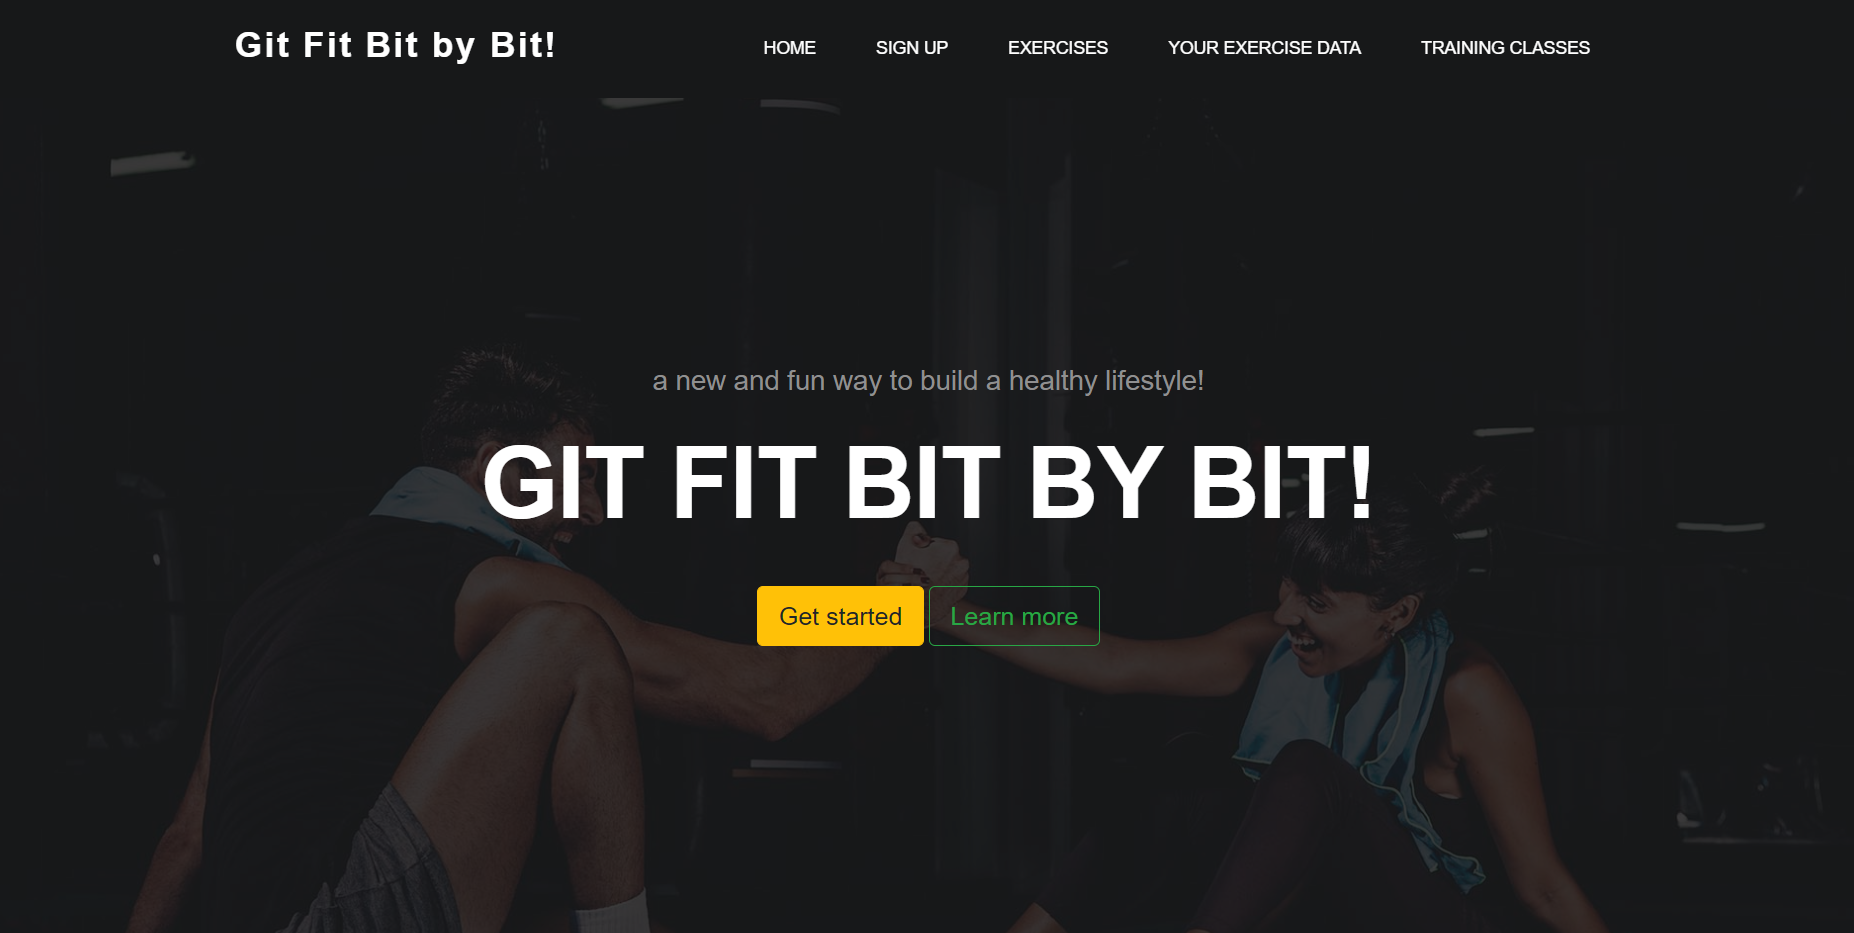 Git Fit Bit by Bit!
HOME
SIGN UP
EXERCISES
YOUR EXERCISE DATA
TRAINING CLASSES
a new and fun way to build a healthy lifestyle!
GIT FIT BIT BY BIT!
Get started
Learn more